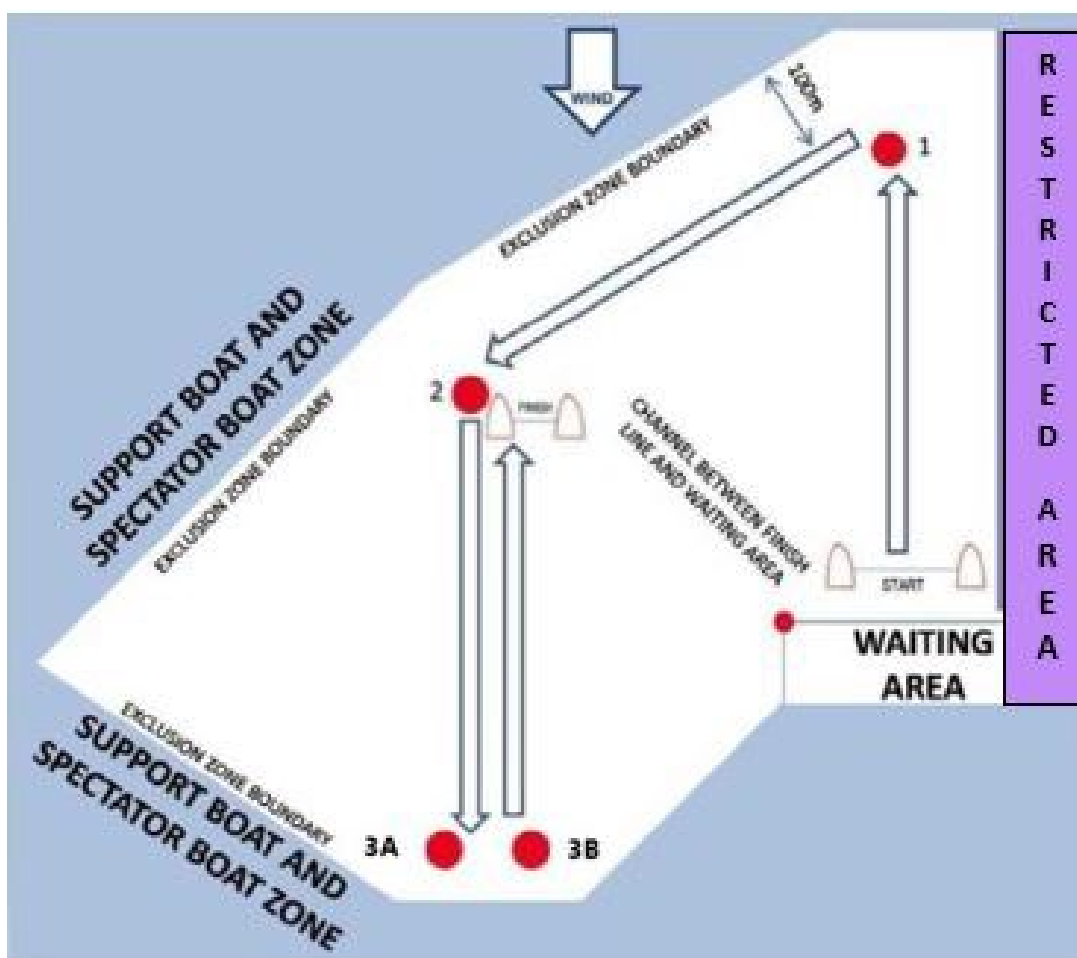 WIND
100m
1
EXCLUSION ZONE BOUNDARY
RESTRICTED AREA
SUPPORT BOAT AND
SPECTATOR BOAT ZONE
EXCLUSION ZONE BOUNDARY
2
FINISH
CHANNEL BETWEEN FINISH
LINE AND WAITING AREA
START
WAITING
AREA
EXCLUSION ZONE BOUNDARY
SUPPORT BOAT AND
SPECTATOR BOAT ZONE
3A
3B